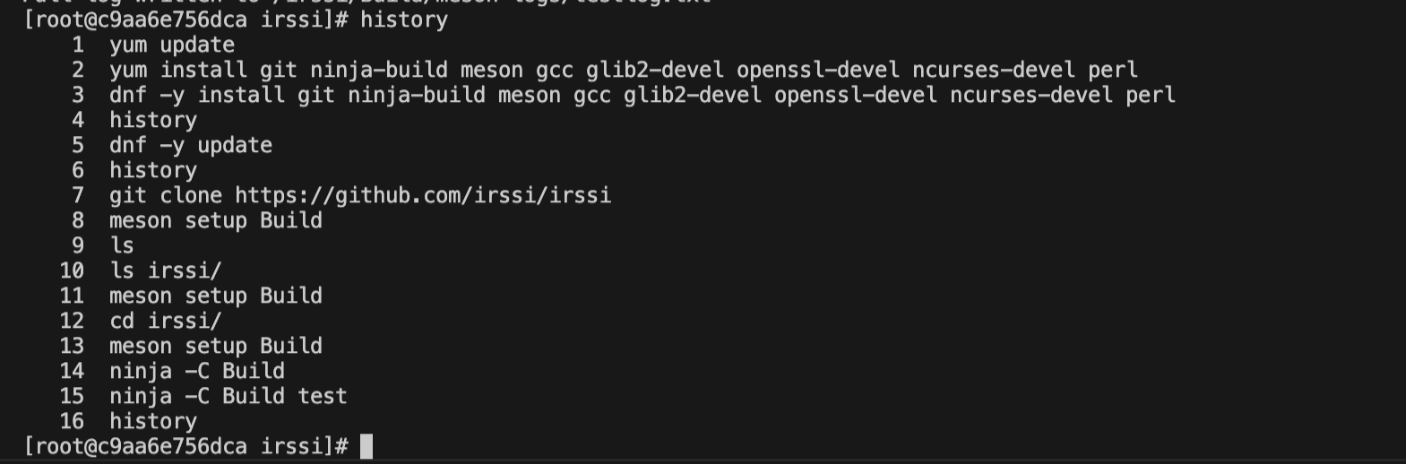 [root@c9aa6e756dca irssi]# history
1 yum update
2 yum install git ninja-build meson gcc glib2-devel openssl-devel ncurses-devel perl
3 dnf -y install git ninja-build meson gcc glib2-devel openssl-devel ncurses-devel perl
4 history
5 dnf -y update
6 history
7 git clone https://github.com/irssi/irssi
8 meson setup Build
9 ls
10 ls irssi/
11 meson setup Build
12 cd irssi/
13 meson setup Build
14 ninja -C Build
15 ninja -C Build test
16 history
[root@c9aa6e756dca irssi]#